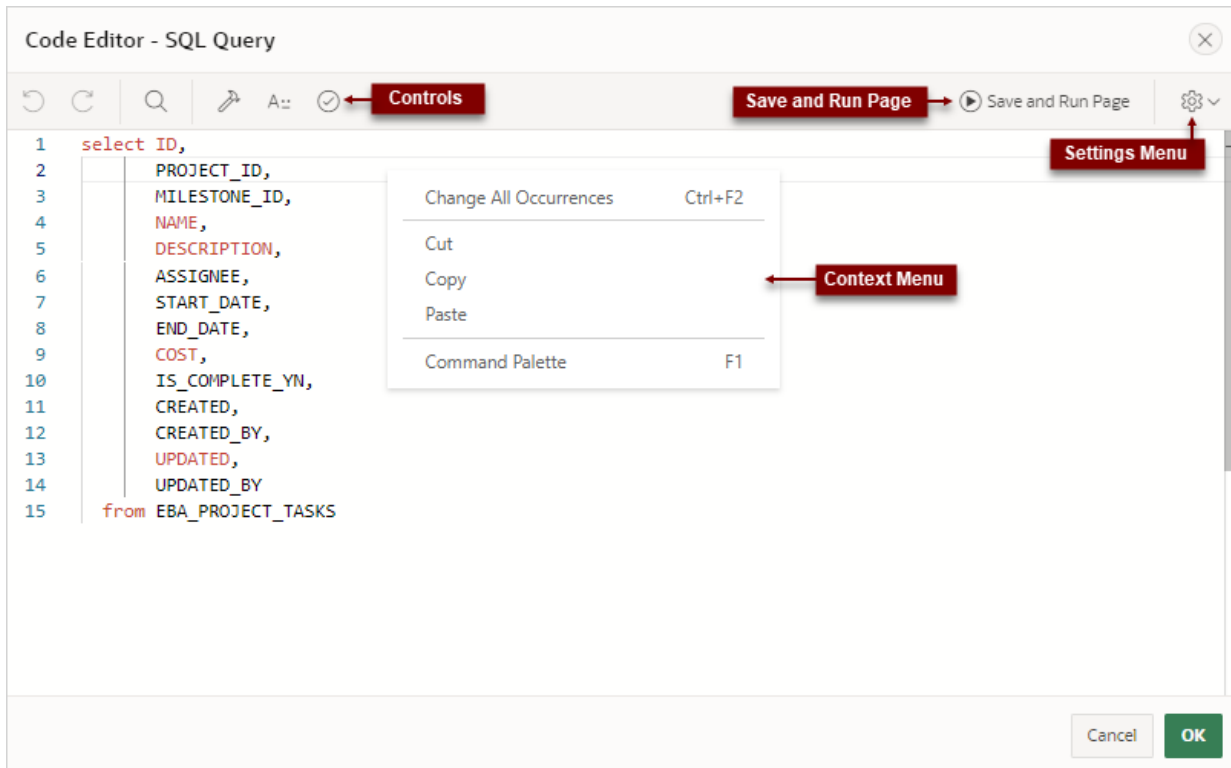 Code Editor - SQL Query
A::
Controls
Save and Run Page
Save and Run Page
Settings Menu
1 select ID,
2 PROJECT_ID,
3 MILESTONE_ID,
4 NAME,
5 DESCRIPTION,
6 ASSIGNEE,
7 START_DATE,
8 END_DATE,
9 COST,
10 IS_COMPLETE_YN,
11 CREATED,
12 CREATED_BY,
13 UPDATED,
14 UPDATED_BY
15 from EBA_PROJECT_TASKS
Change All Occurrences Ctrl+F2
Cut
Copy
Paste
Command Palette F1
Context Menu
Cancel
OK